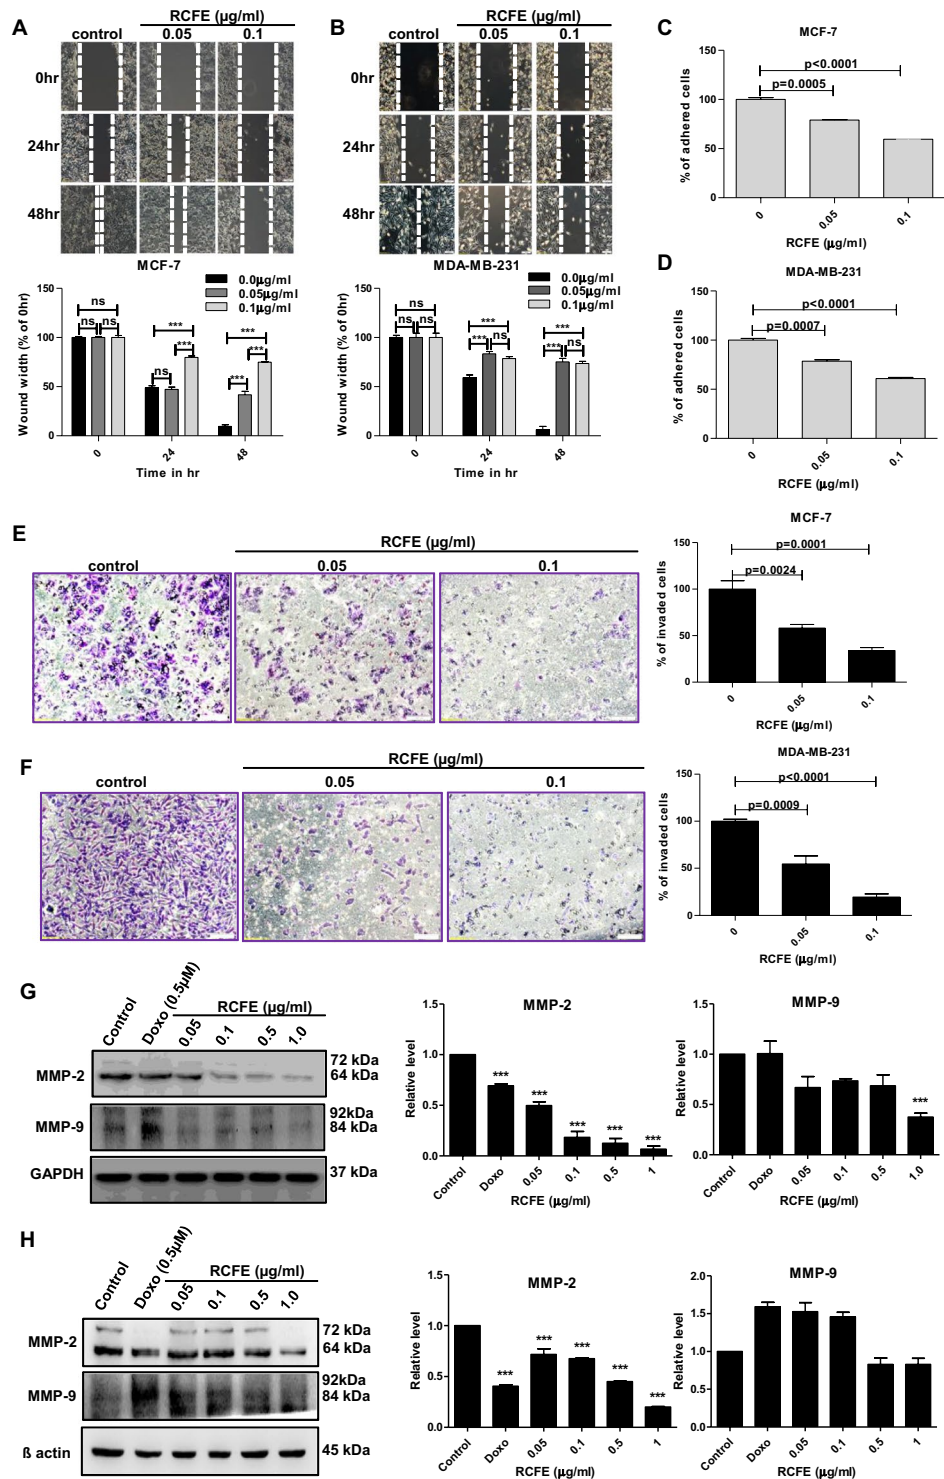 A
RCFE (µg/ml)
control 0.05 0.1
0hr
24hr
48hr
MCF-7
0.0µg/ml
0.05µg/ml
0.1µg/ml
Wound width (% of 0hr)
150
100
50
0
ns
ns ns
***
ns ***
***
*** ***
0 24 48
Time in hr
B
RCFE (µg/ml)
control 0.05 0.1
0hr
24hr
48hr
MDA-MB-231
0.0µg/ml
0.05µg/ml
0.1µg/ml
Wound width (% of 0hr)
150
100
50
0
ns
ns ns
***
*** ns
***
*** ns
0 24 48
Time in hr
C
MCF-7
% of adhered cells
150
100
50
0
p<0.0001
p=0.0005
0 0.05 0.1
RCFE (µg/ml)
D
MDA-MB-231
% of adhered cells
150
100
50
0
p<0.0001
p=0.0007
0 0.05 0.1
RCFE (µg/ml)
E
RCFE (µg/ml)
control 0.05 0.1
MCF-7
% of invaded cells
150
100
50
0
p=0.0001
p=0.0024
0 0.05 0.1
RCFE (µg/ml)
F
RCFE (µg/ml)
control 0.05 0.1
MDA-MB-231
% of invaded cells
150
100
50
0
p<0.0001
p=0.0009
0 0.05 0.1
RCFE (µg/ml)
G
RCFE (µg/ml)
Control Doxo (0.5µM) 0.05 0.1 0.5 1.0
MMP-2
72 kDa
64 kDa
MMP-9
92kDa
84 kDa
GAPDH 37 kDa
MMP-2
Relative level
1.5
1.0
0.5
0.0
*** *** *** *** ***
Control Doxo 0.05 0.1 0.5 1
RCFE (µg/ml)
MMP-9
Relative level
1.5
1.0
0.5
0.0
***
Control Doxo 0.05 0.1 0.5 1.0
RCFE (µg/ml)
H
RCFE (µg/ml)
Control Doxo (0.5µM) 0.05 0.1 0.5 1.0
MMP-2
72 kDa
64 kDa
MMP-9
92kDa
84 kDa
ß actin 45 kDa
MMP-2
Relative level
1.5
1.0
0.5
0.0
*** *** *** *** ***
Control Doxo 0.05 0.1 0.5 1
RCFE (µg/ml)
MMP-9
Relative level
2.0
1.5
1.0
0.5
0.0
Control Doxo 0.05 0.1 0.5 1
RCFE (µg/ml)